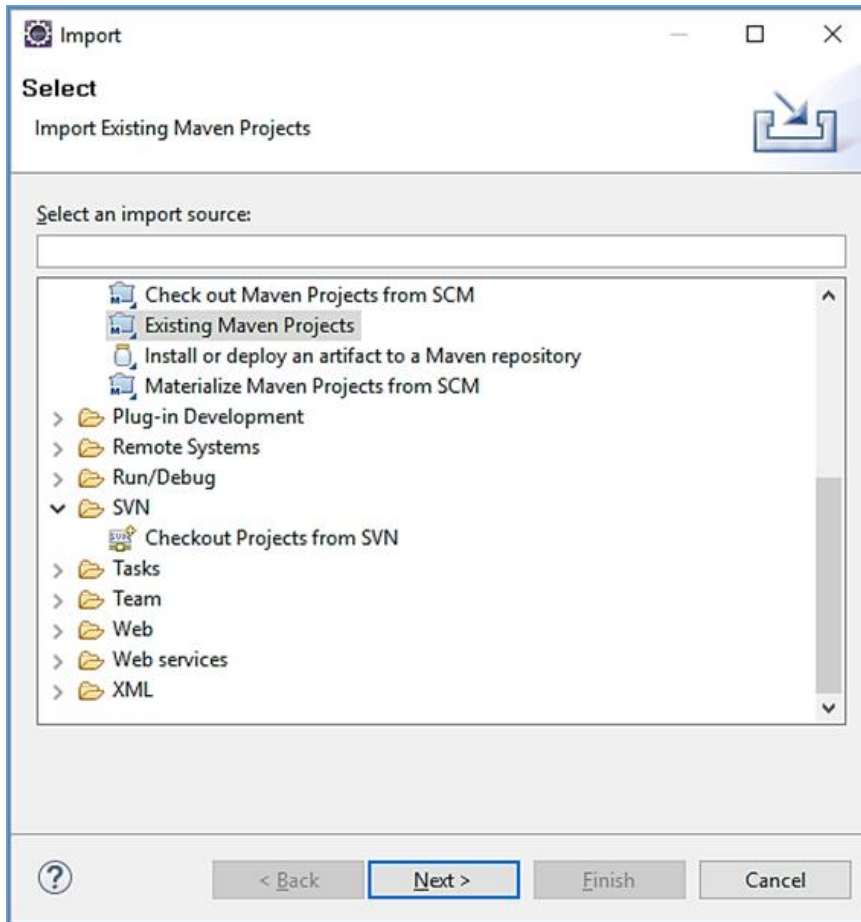 Import
Select
Import Existing Maven Projects
Select an import source:
Check out Maven Projects from SCM
Existing Maven Projects
Install or deploy an artifact to a Maven repository
Materialize Maven Projects from SCM
Plug-in Development
Remote Systems
Run/Debug
SVN
Checkout Projects from SVN
Tasks
Team
Web
Web services
XML
< Back Next > Finish Cancel